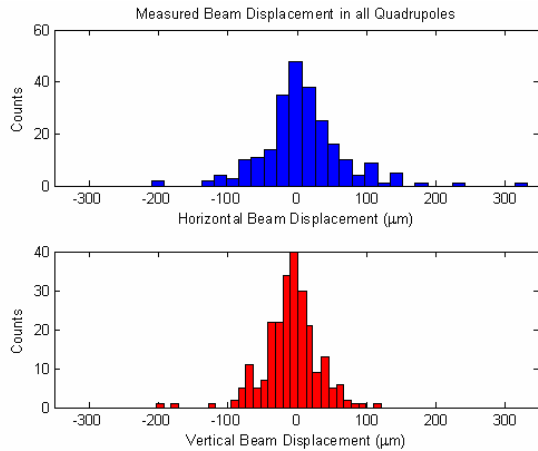 Measured Beam Displacement in all Quadrupoles
60
40
20
0
Counts
-300 -200 -100 0 100 200 300
Horizontal Beam Displacement (µm)
40
30
20
10
0
Counts
-300 -200 -100 0 100 200 300
Vertical Beam Displacement (µm)